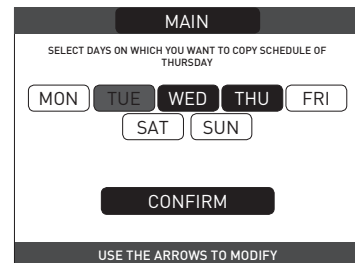 MAIN
SELECT DAYS ON WHICH YOU WANT TO COPY SCHEDULE OF
THURSDAY
MON TUE WED THU FRI
SAT SUN
CONFIRM
USE THE ARROWS TO MODIFY